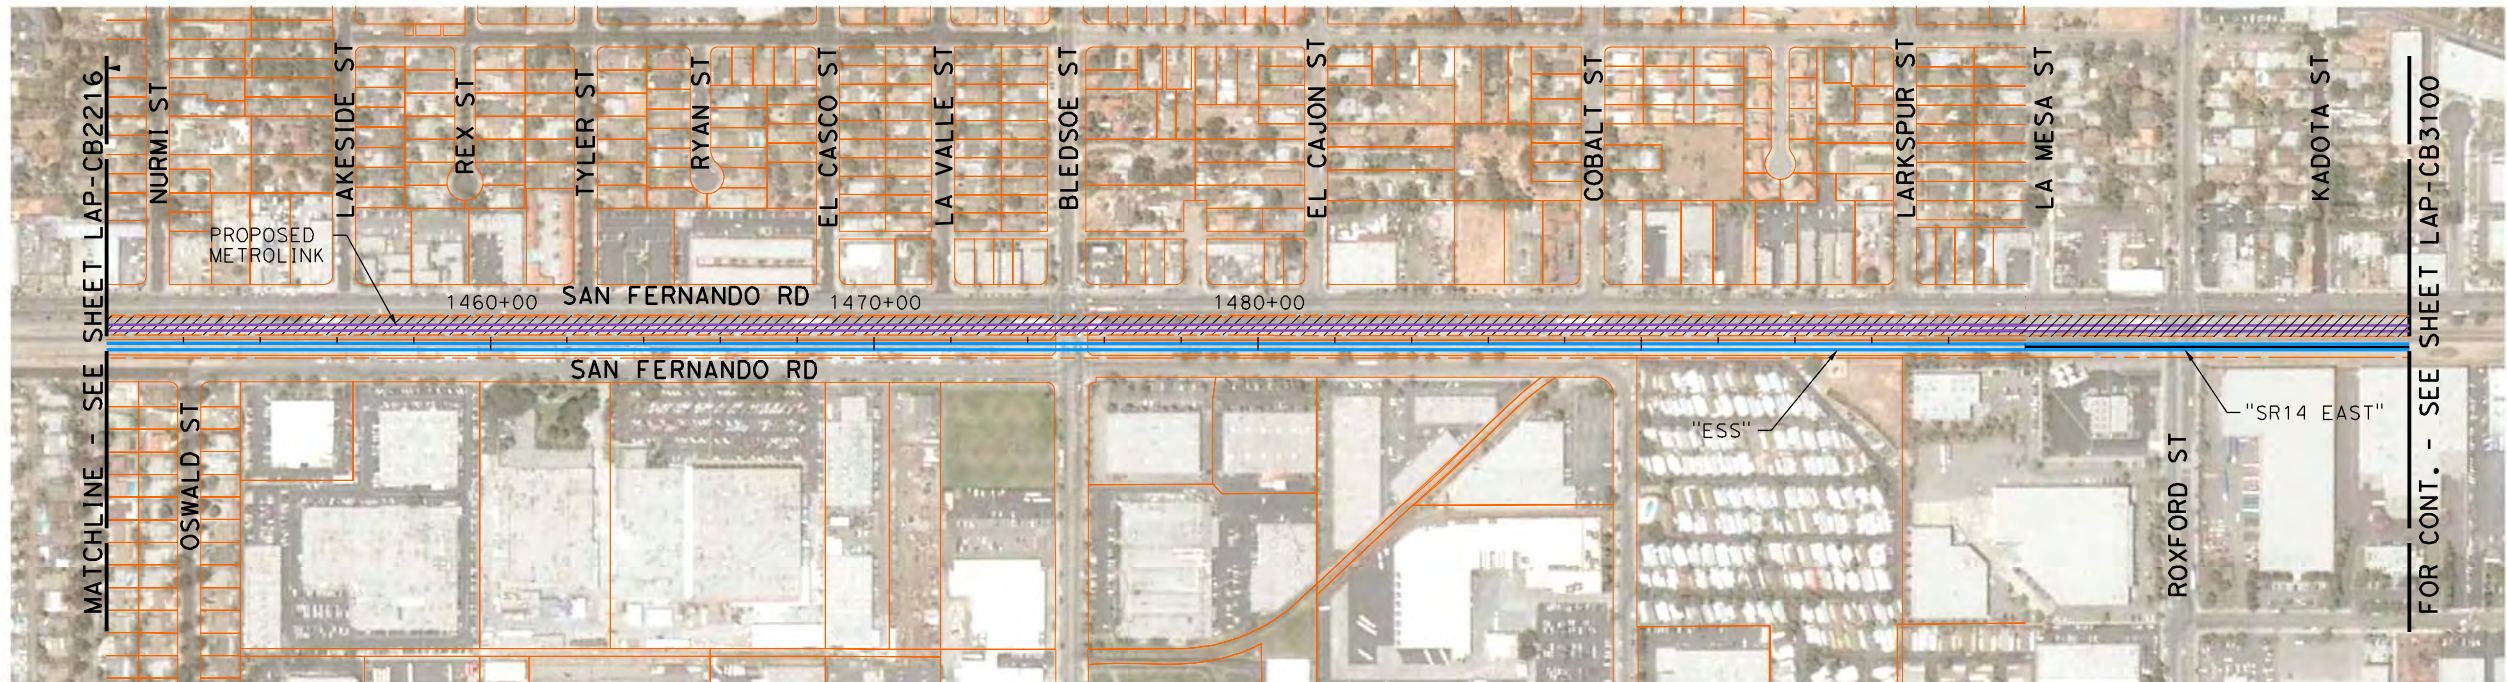 MATCHLINE - SEE SHEET LAP-CB22216
NURMI ST
LAKESIDE ST
REX ST
TYLER ST
RYAN ST
EL CASCO ST
LA VALLE ST
BLEDSOE ST
EL CAJON ST
COBALT ST
LARKSPUR ST
LA MESA ST
KADOTA ST
PROPOSED
METROLINK
1460+00
SAN FERNANDO RD
1470+00
1480+00
SAN FERNANDO RD
OSWALD ST
"ESS"
"SR14 EAST"
ROXFORD ST
FOR CONT. - SEE SHEET LAP-CB3100